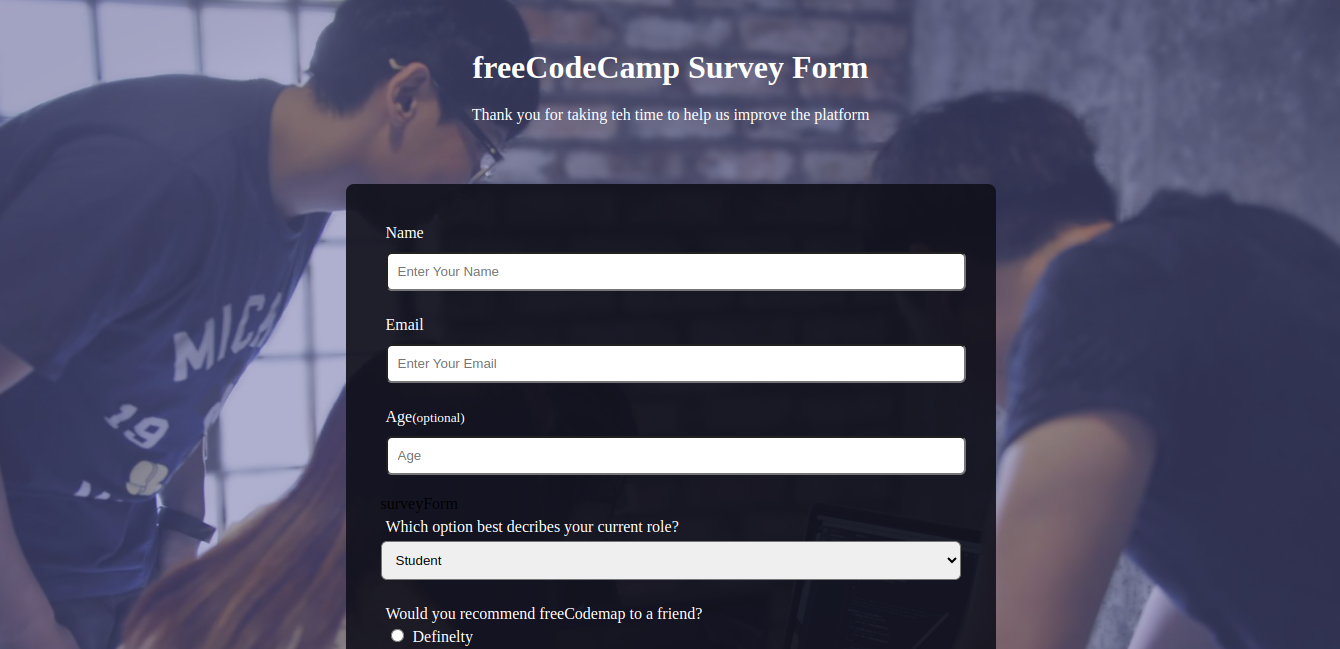 freeCodeCamp Survey Form
Thank you for taking teh time to help us improve the platform
Name
Enter Your Name
Email
Enter Your Email
Age(optional)
Age
surveyForm
Which option best decribes your current role?
Student
Would you recommend freeCodemap to a friend?
Definelty
MICH
19